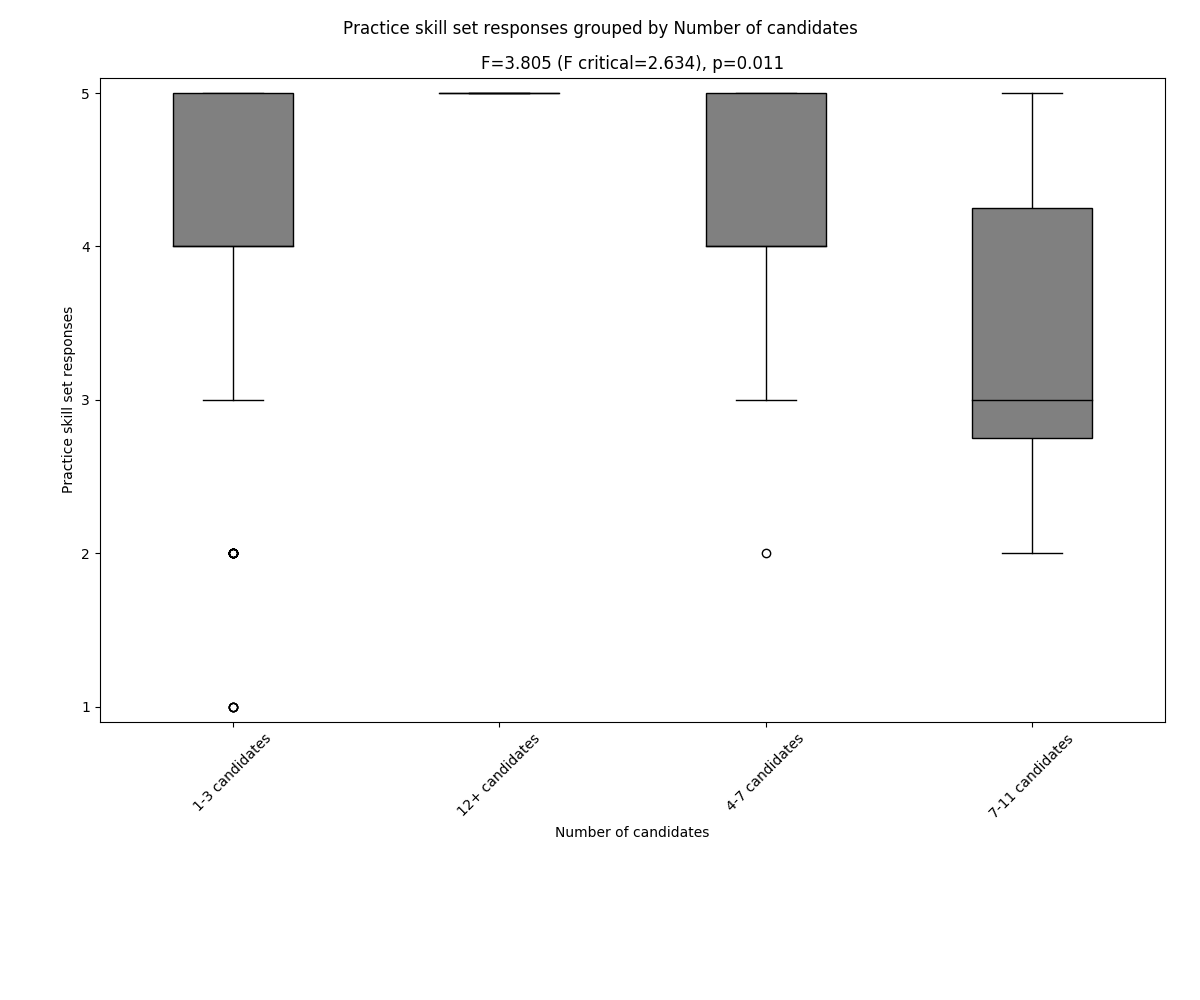 Practice skill set responses grouped by Number of candidates
F=3.805 (F critical=2.634), p=0.011
Practice skill set responses
5
4
3
2
1
1-3 candidates
12+ candidates
4-7 candidates
7-11 candidates
Number of candidates